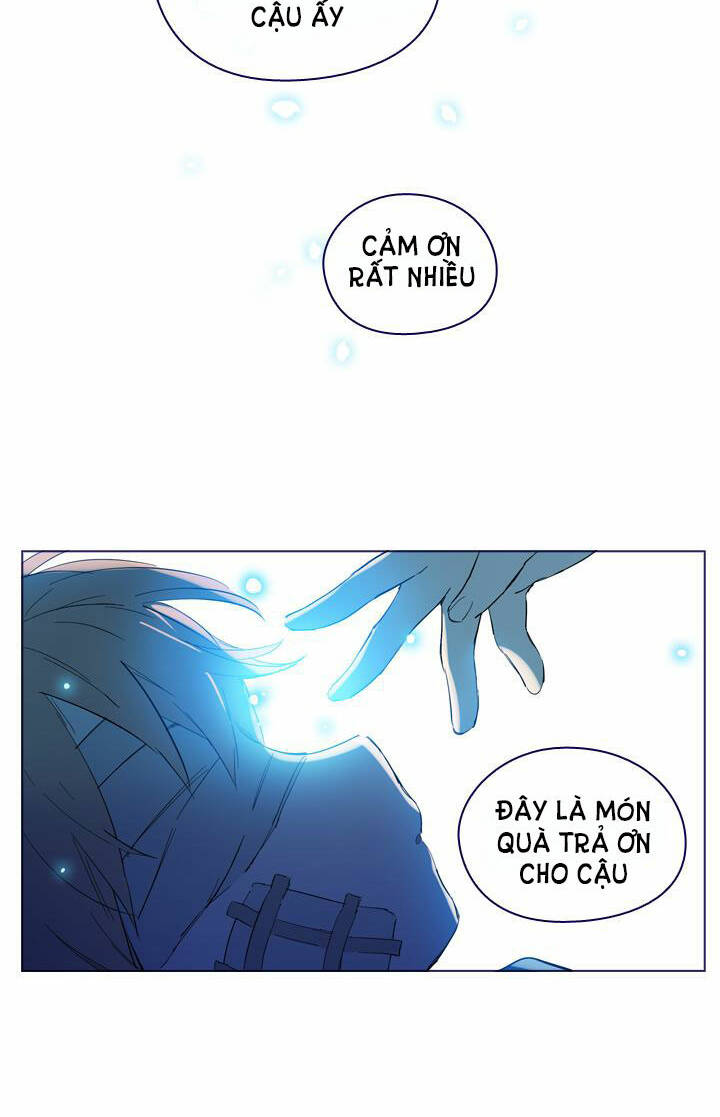 CẬU ẤY
CẢM ƠN
RẤT NHIỀU
ĐÂY LÀ MÓN
QUÀ TRẢ ƠN
CHO CẬU